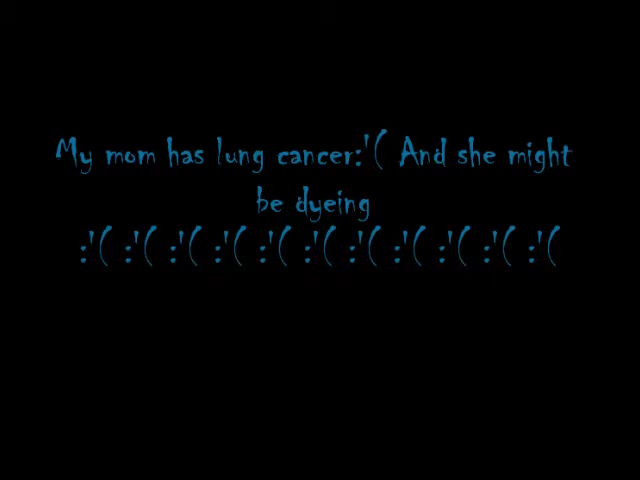 My mom has lung cancer:'( And she might
be dyeing
:'( :'( :'( :'( :'( :'( :'( :'( :'( :'( :'(